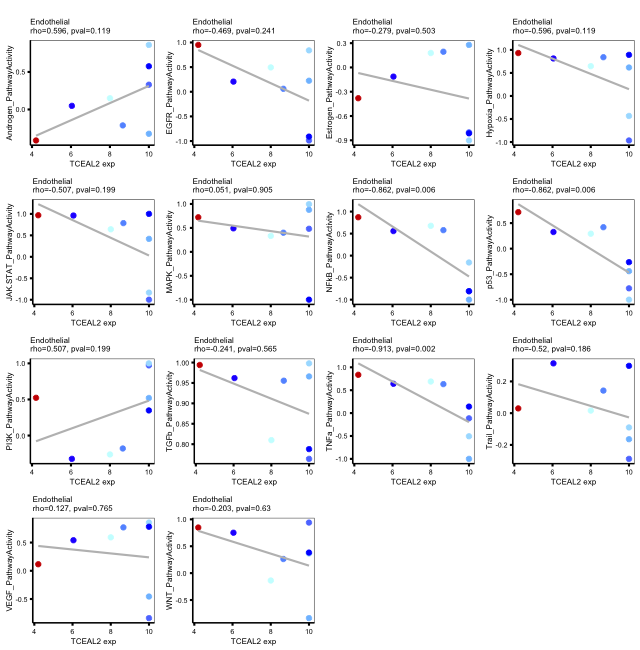 Endothelial
rho=0.596, pval=0.119
Androgen_PathwayActivity
0.5
0.0
4
6
8
10
TCEAL2 exp
Endothelial
rho=-0.469, pval=0.241
EGFR_PathwayActivity
1.0
0.5
0.0
-0.5
-1.0
4
6
8
10
TCEAL2 exp
Endothelial
rho=-0.279, pval=0.503
Estrogen_PathwayActivity
0.3
0.0
-0.3
-0.6
-0.9
4
6
8
10
TCEAL2 exp
Endothelial
rho=-0.596, pval=0.119
Hypoxia_PathwayActivity
1.0
0.5
0.0
-0.5
-1.0
4
6
8
10
TCEAL2 exp
Endothelial
rho=-0.507, pval=0.199
JAK.STAT_PathwayActivity
1.0
0.5
0.0
-0.5
-1.0
4
6
8
10
TCEAL2 exp
Endothelial
rho=0.051, pval=0.905
MAPK_PathwayActivity
1.0
0.5
0.0
-0.5
-1.0
4
6
8
10
TCEAL2 exp
Endothelial
rho=-0.862, pval=0.006
NFkB_PathwayActivity
1.0
0.5
0.0
-0.5
-1.0
4
6
8
10
TCEAL2 exp
Endothelial
rho=-0.862, pval=0.006
p53_PathwayActivity
0.5
0.0
-0.5
-1.0
4
6
8
10
TCEAL2 exp
Endothelial
rho=0.507, pval=0.199
PI3K_PathwayActivity
1.0
0.5
0.0
4
6
8
10
TCEAL2 exp
Endothelial
rho=-0.241, pval=0.565
TGFb_PathwayActivity
1.00
0.95
0.90
0.85
0.80
4
6
8
10
TCEAL2 exp
Endothelial
rho=-0.913, pval=0.002
TNFa_PathwayActivity
1.0
0.5
0.0
-0.5
-1.0
4
6
8
10
TCEAL2 exp
Endothelial
rho=-0.52, pval=0.186
Trail_PathwayActivity
0.2
0.0
-0.2
4
6
8
10
TCEAL2 exp
Endothelial
rho=0.127, pval=0.765
VEGF_PathwayActivity
0.5
0.0
-0.5
4
6
8
10
TCEAL2 exp
Endothelial
rho=-0.203, pval=0.63
WNT_PathwayActivity
1.0
0.5
0.0
-0.5
4
6
8
10
TCEAL2 exp